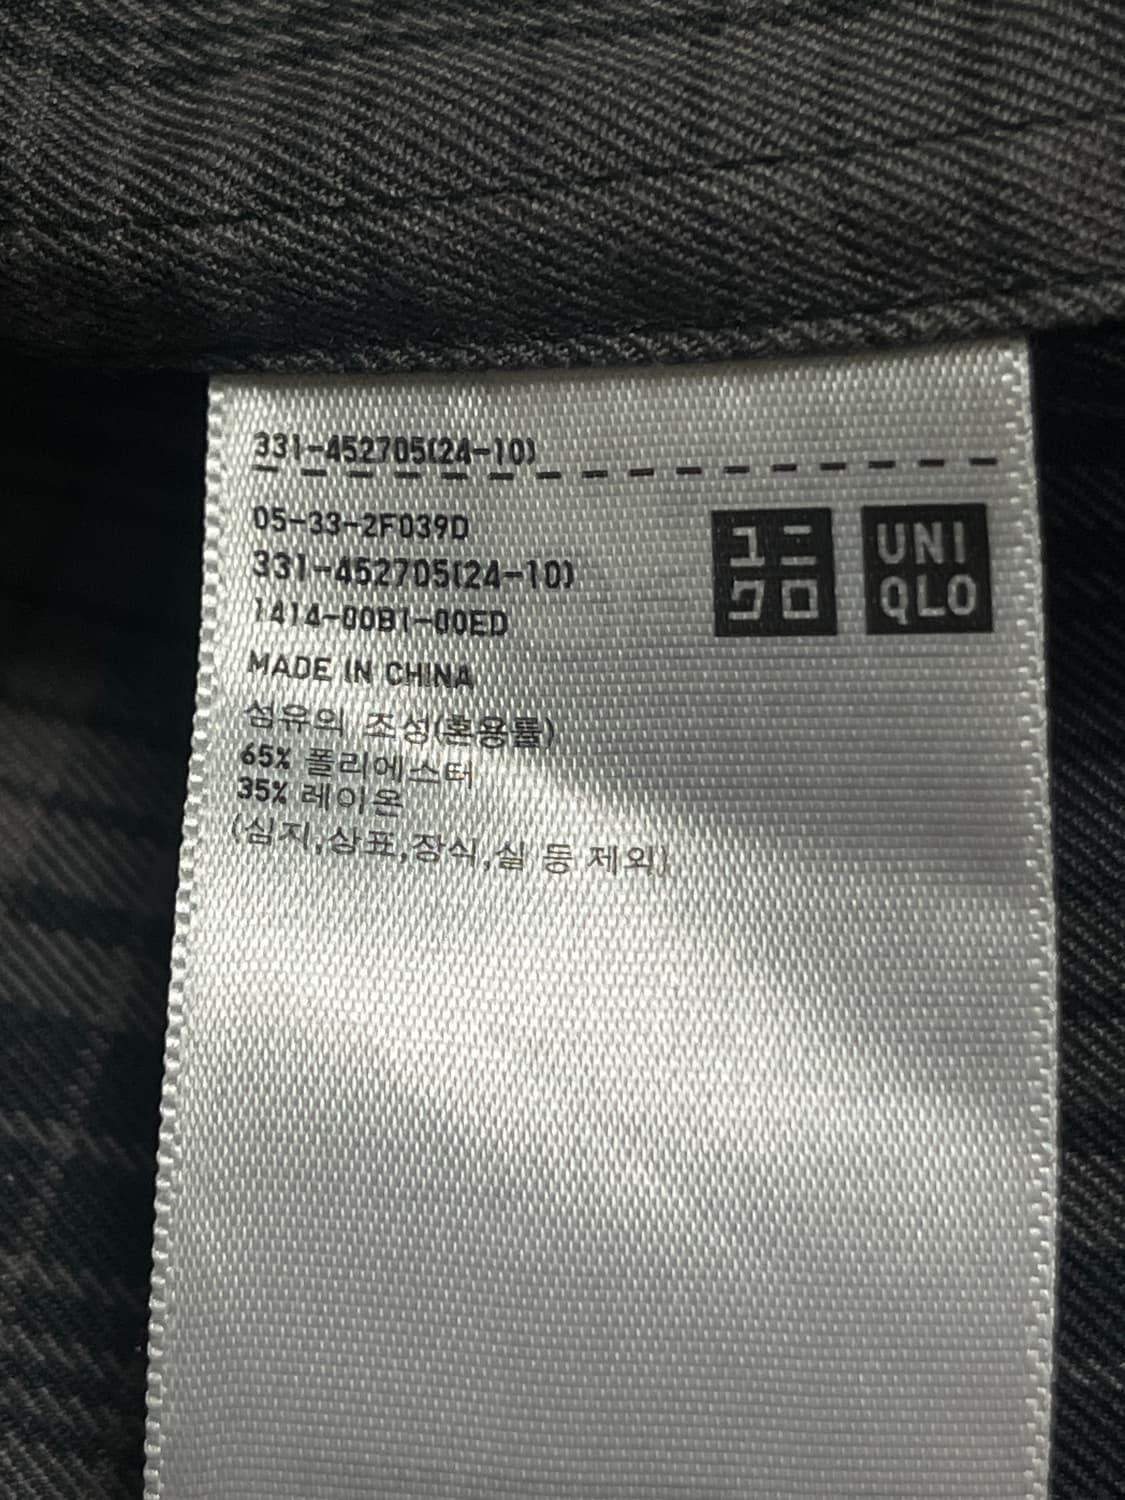 331-452705(24-10)
05-33-2F039D
331-452705(24-10)
1414-00B1-00ED
ユニ
クロ
UNI
QLO
MADE IN CHINA
섬유의 조성(혼용률)
65% 폴리에스터
35% 레이온
(심지,상표,장식,실 등 제외)